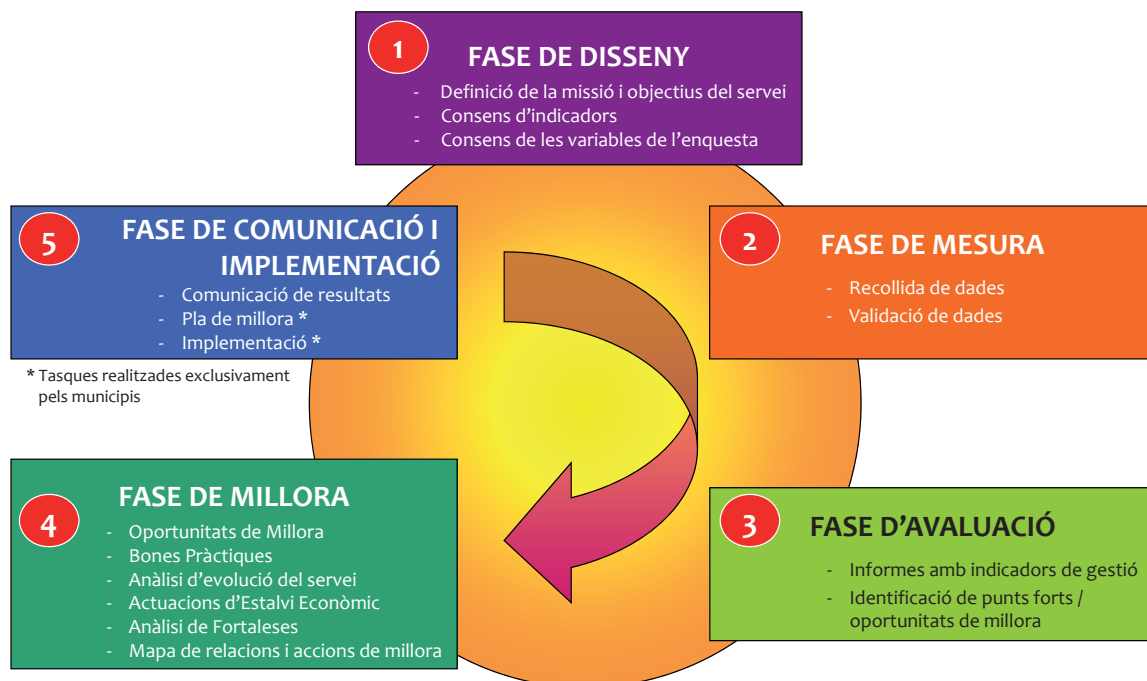 1
FASE DE DISSENY
- Definició de la missió i objectius del servei
- Consens d’indicadors
- Consens de les variables de l’enquesta
2
FASE DE MESURA
- Recollida de dades
- Validació de dades
3
FASE D’AVALUACIÓ
- Informes amb indicadors de gestió
- Identificació de punts forts /
oportunitats de millora
4
FASE DE MILLORA
- Oportunitats de Millora
- Bones Pràctiques
- Anàlisi d’evolució del servei
- Actuacions d’Estalvi Econòmic
- Anàlisi de Fortaleses
- Mapa de relacions i accions de millora
5
FASE DE COMUNICACIÓ I
IMPLEMENTACIÓ
- Comunicació de resultats
- Pla de millora *
- Implementació *
* Tasques realitzades exclusivament
pels municipis